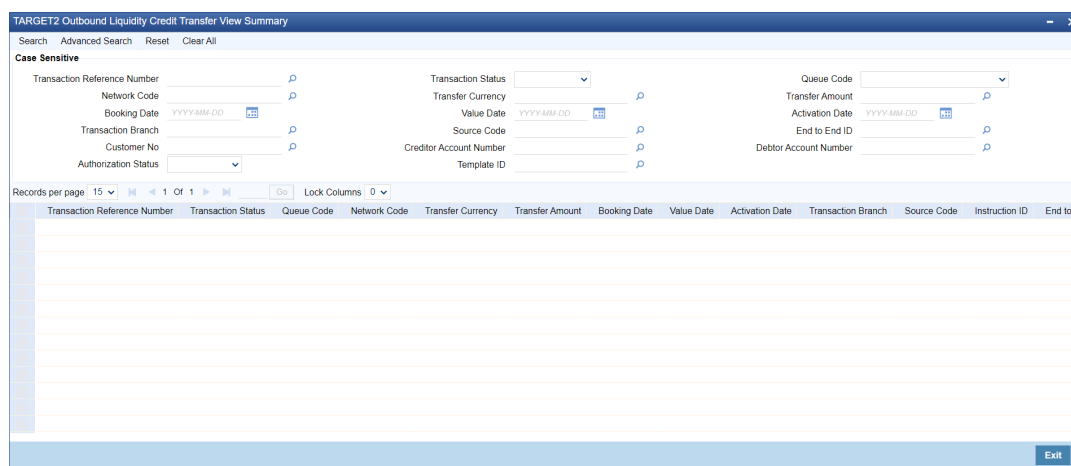 TARGET2 Outbound Liquidity Credit Transfer View Summary
Search Advanced Search Reset Clear All
Case Sensitive
Transaction Reference Number Transaction Status Queue Code
Network Code Transfer Currency Transfer Amount
Booking Date YYYY-MM-DD Value Date YYYY-MM-DD Activation Date YYYY-MM-DD
Transaction Branch Source Code End to End ID
Customer No Creditor Account Number Debtor Account Number
Authorization Status Template ID
Records per page 15 1 Of 1 Go Lock Columns 0
Transaction Reference Number Transaction Status Queue Code Network Code Transfer Currency Transfer Amount Booking Date Value Date Activation Date Transaction Branch Source Code Instruction ID End to
Exit